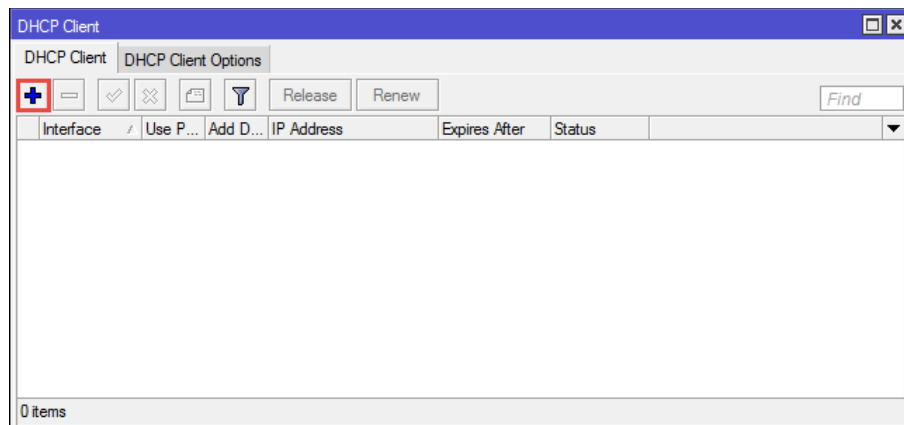 DHCP Client
DHCP Client DHCP Client Options
Release Renew Find
Interface Use P... Add D... IP Address Expires After Status
0 items